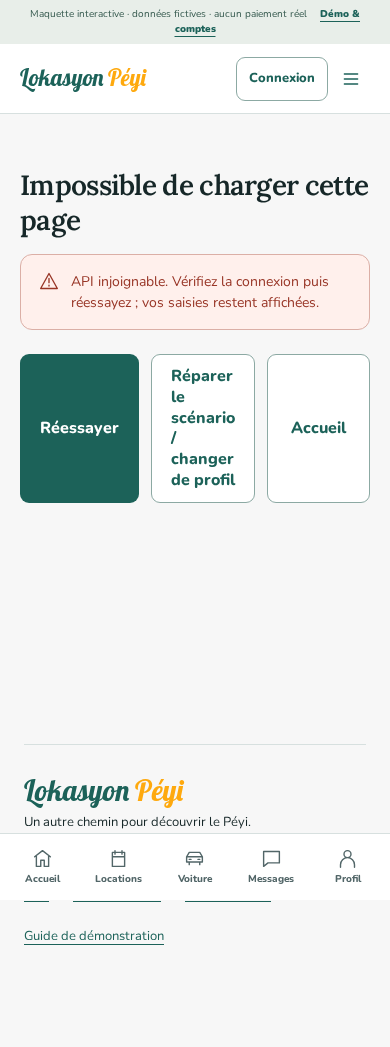 Maquette interactive · données fictives · aucun paiement réel Démo &
comptes
Lokasyon Péyi
Connexion
Impossible de charger cette
page
API injoignable. Vérifiez la connexion puis
réessayez ; vos saisies restent affichées.
Réessayer
Réparer
le
scénario
/
changer
de profil
Accueil
Lokasyon Péyi
Un autre chemin pour découvrir le Péyi.
Accueil
Locations
Voiture
Messages
Profil
Guide de démonstration